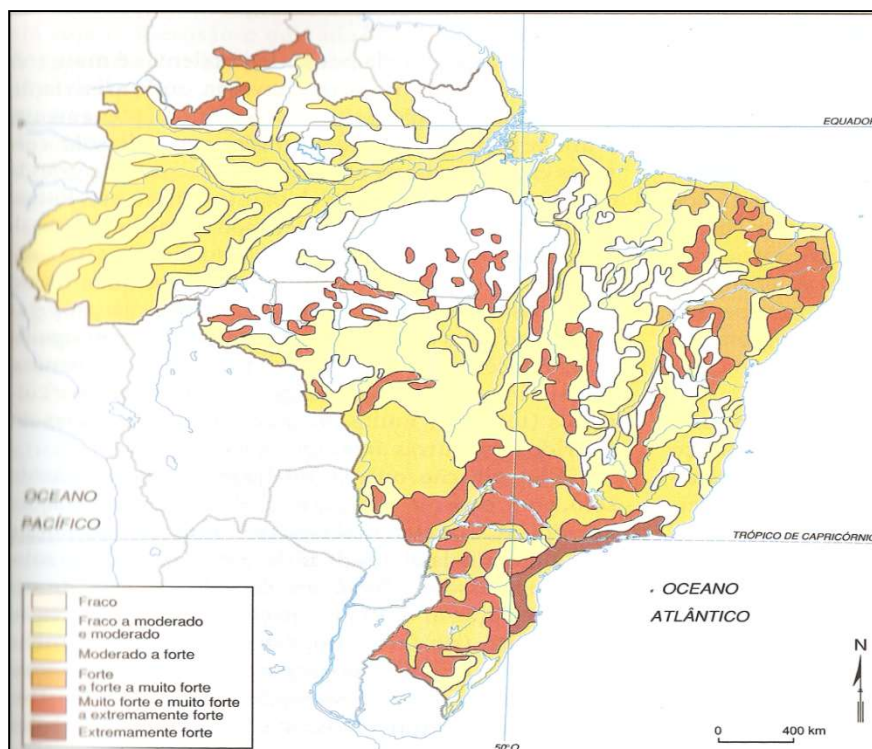 EQUADOR
OCEANO
PACÍFICO
TRÓPICO DE CAPRICÓRNIO
OCEANO
ATLÂNTICO
Fraco
Fraco a moderado
e moderado
Moderado a forte
Forte
e forte a muito forte
Muito forte e muito forte
a extremamente forte
Extremamente forte
N
0 400 km
50° O